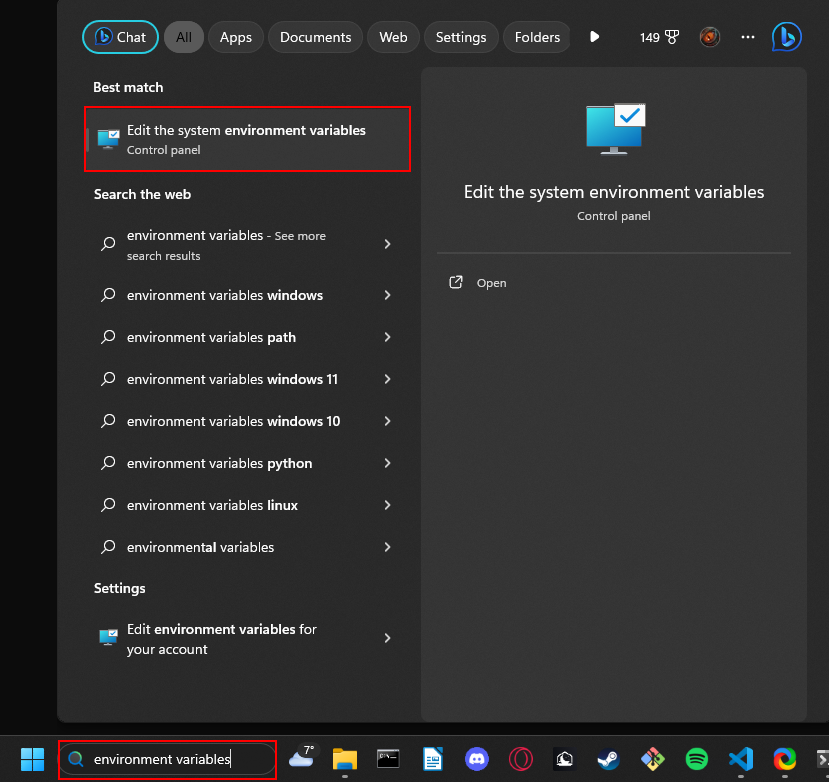 Chat All Apps Documents Web Settings Folders 149
Best match
Edit the system environment variables
Control panel
Search the web
environment variables - See more
search results
environment variables windows
environment variables path
environment variables windows 11
environment variables windows 10
environment variables python
environment variables linux
environmental variables
Settings
Edit environment variables for
your account
Edit the system environment variables
Control panel
Open
environment variables 7°